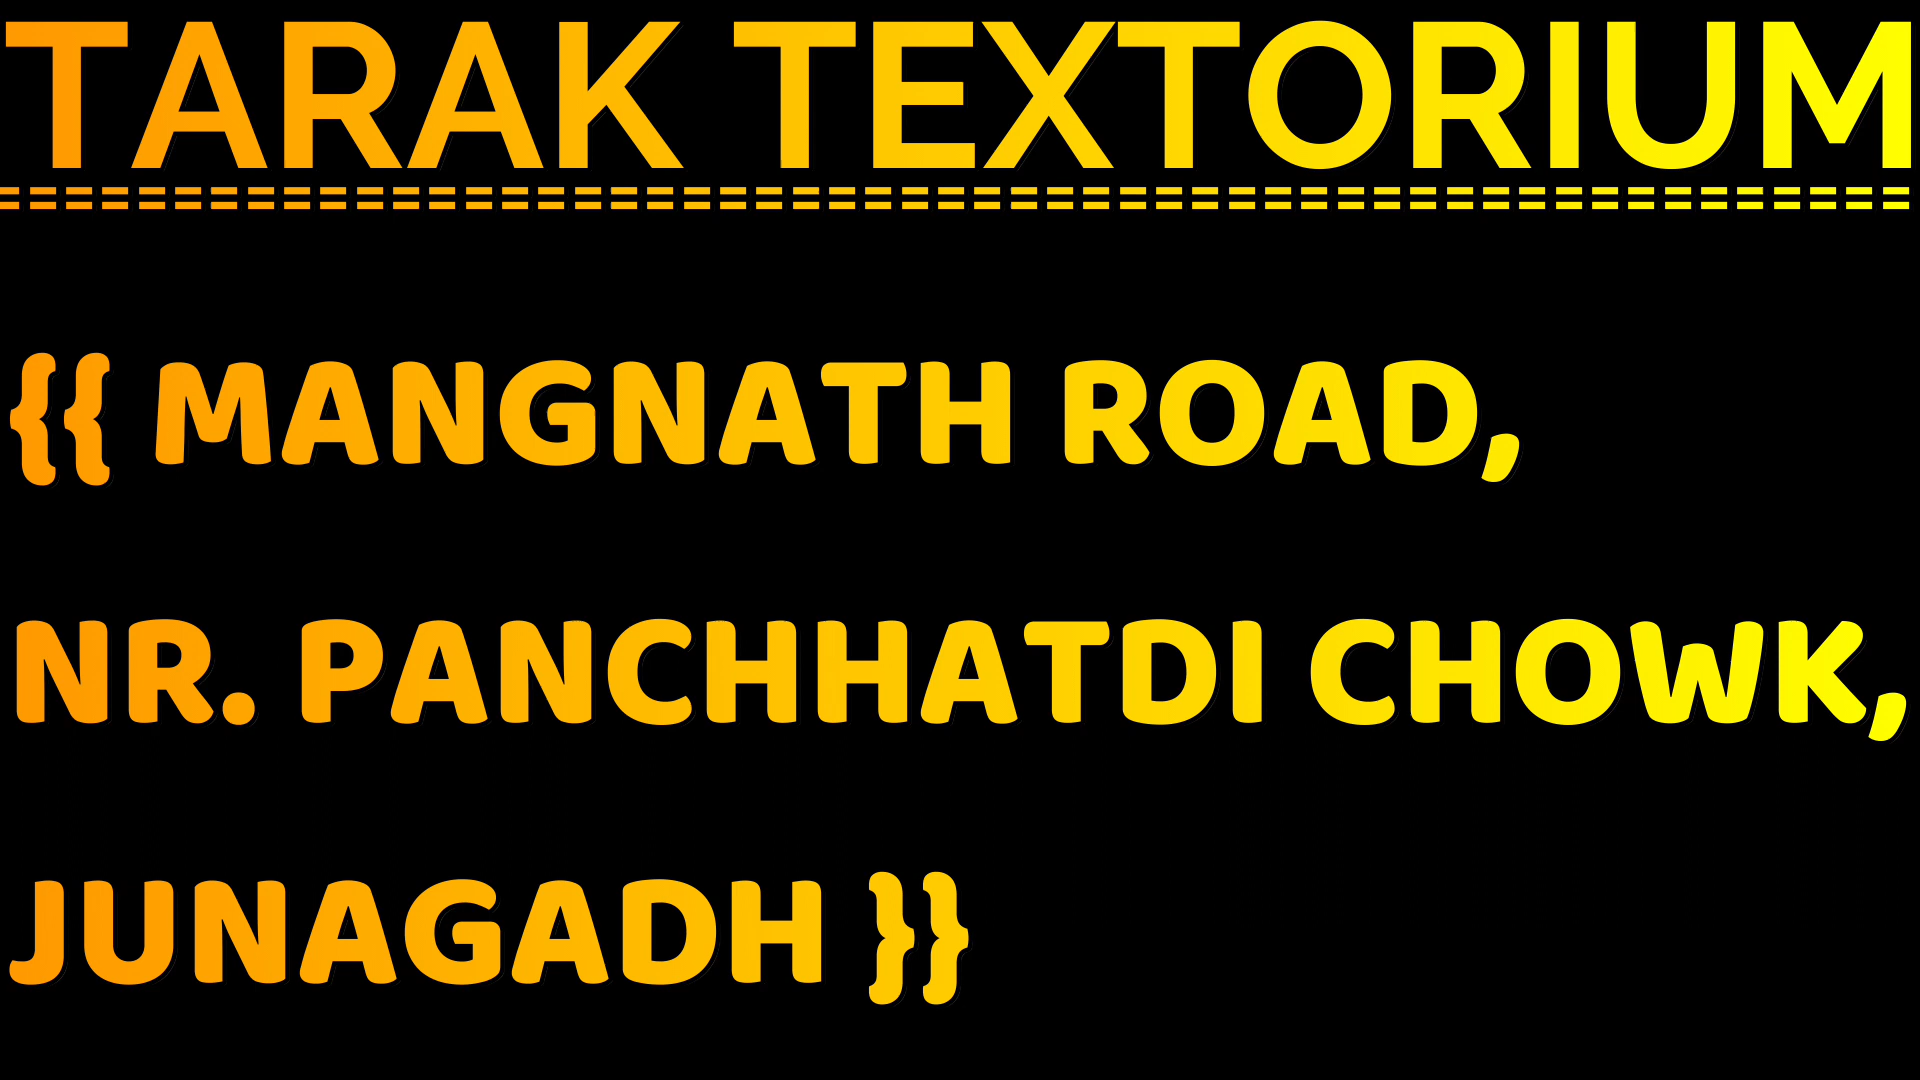 TARAK TEXTORIUM
{{ MANGNATH ROAD,
NR. PANCHHATDI CHOWK,
JUNAGADH }}